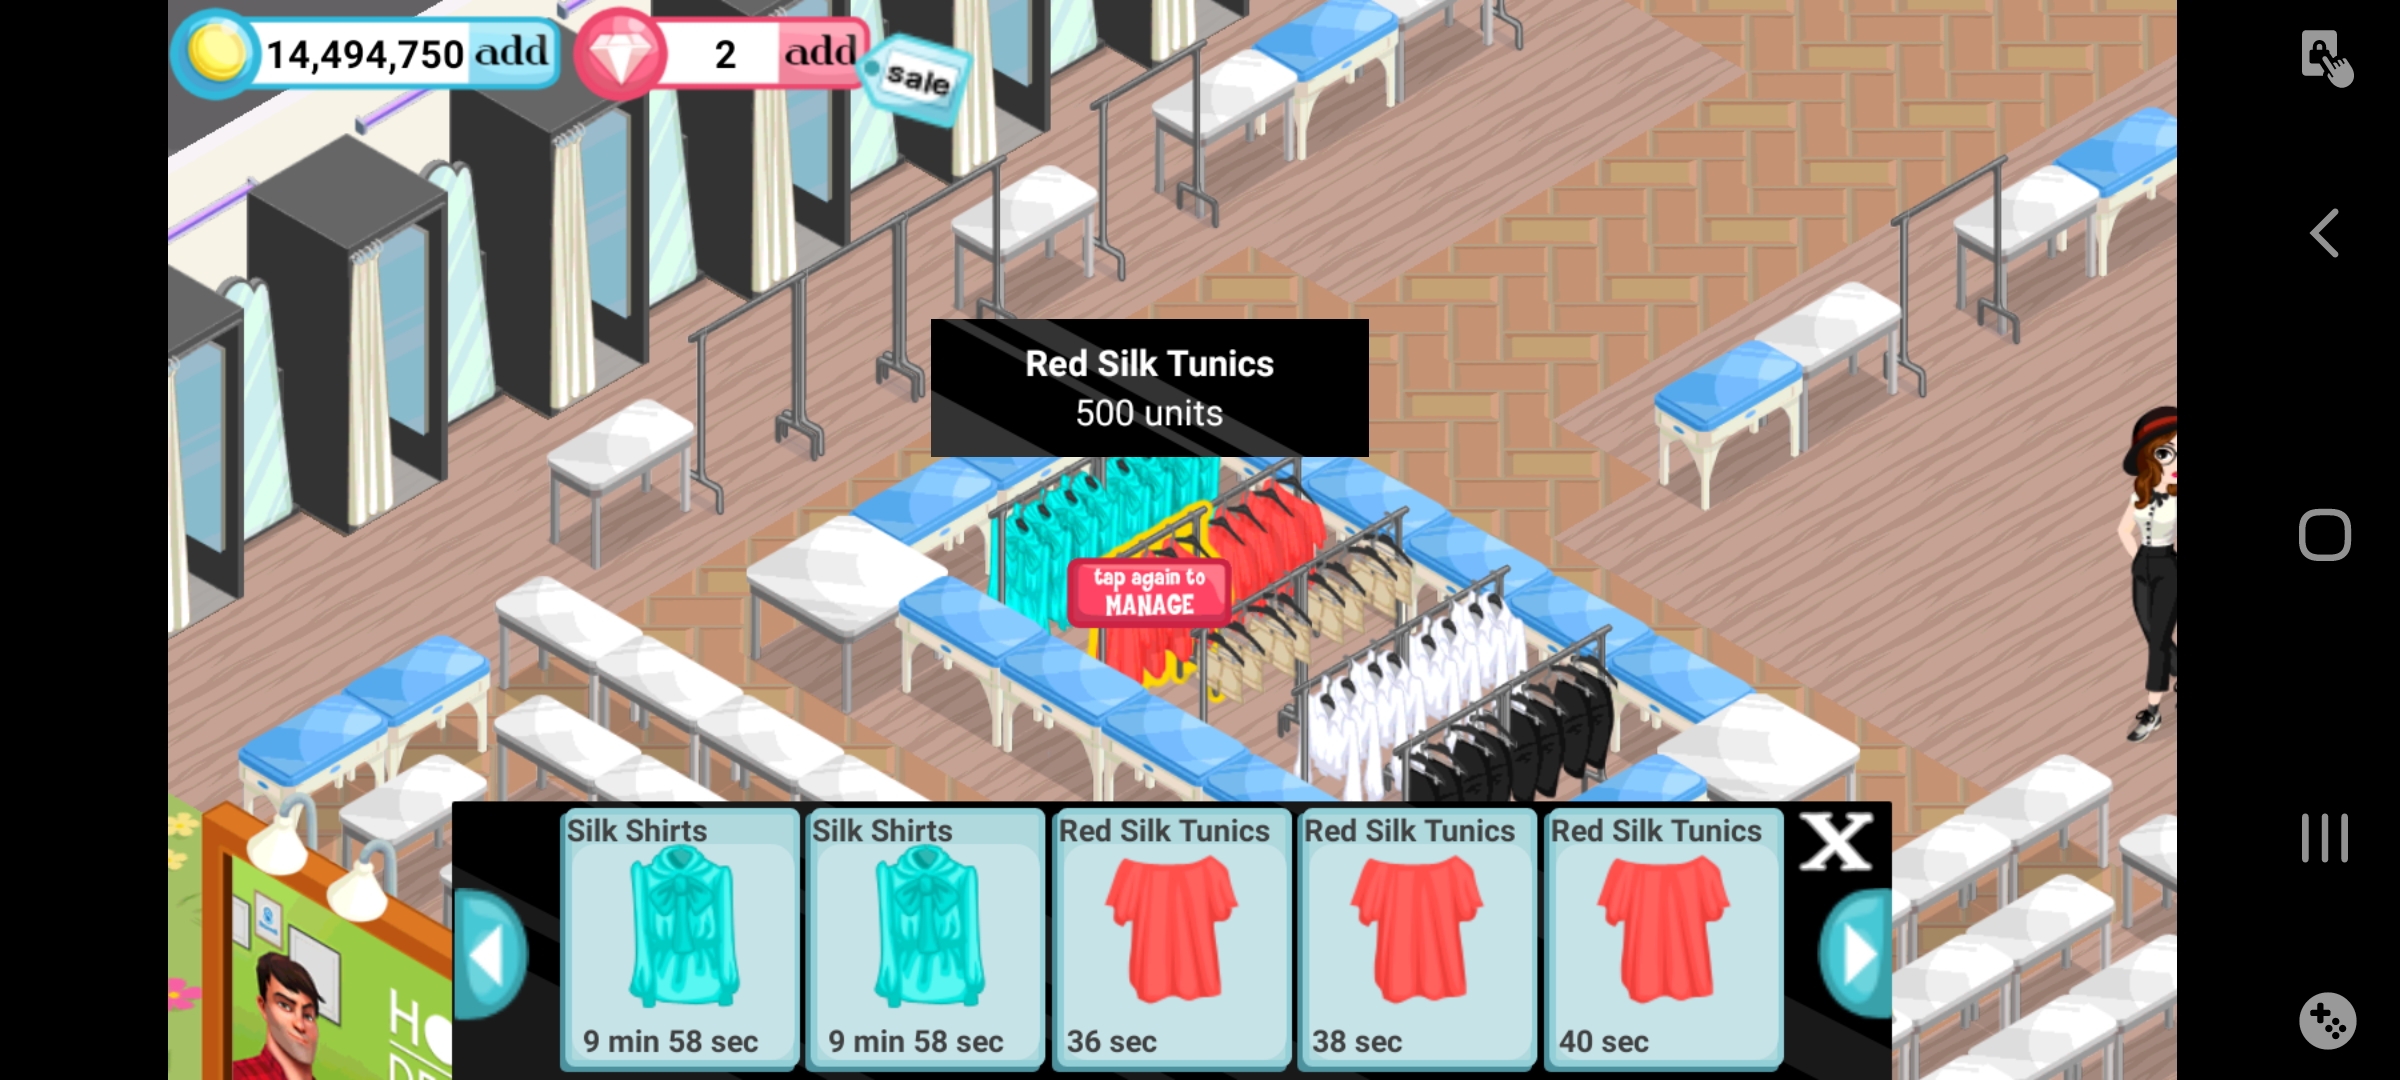 14,494,750 add
2 add
sale
Red Silk Tunics
500 units
tap again to
MANAGE
Silk Shirts
Silk Shirts
Red Silk Tunics
Red Silk Tunics
Red Silk Tunics
X
9 min 58 sec
9 min 58 sec
36 sec
38 sec
40 sec